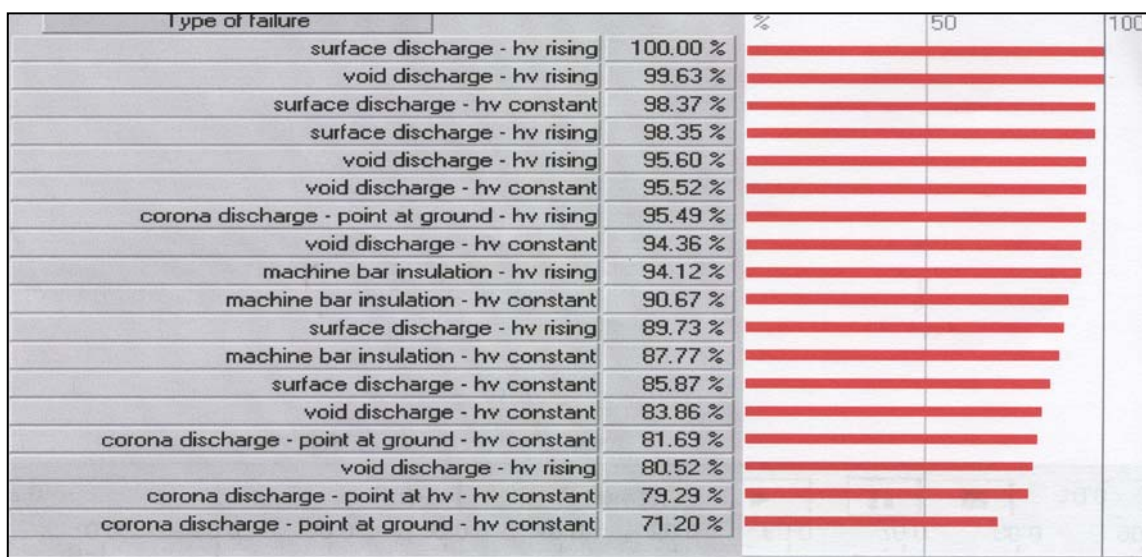 Type of failure % 50 100
surface discharge - hv rising 100.00 %
void discharge - hv rising 99.63 %
surface discharge - hv constant 98.37 %
surface discharge - hv rising 98.35 %
void discharge - hv rising 95.60 %
void discharge - hv constant 95.52 %
corona discharge - point at ground - hv rising 95.49 %
void discharge - hv constant 94.36 %
machine bar insulation - hv rising 94.12 %
machine bar insulation - hv constant 90.67 %
surface discharge - hv rising 89.73 %
machine bar insulation - hv constant 87.77 %
surface discharge - hv constant 85.87 %
void discharge - hv constant 83.86 %
corona discharge - point at ground - hv constant 81.69 %
void discharge - hv rising 80.52 %
corona discharge - point at hv - hv constant 79.29 %
corona discharge - point at ground - hv constant 71.20 %